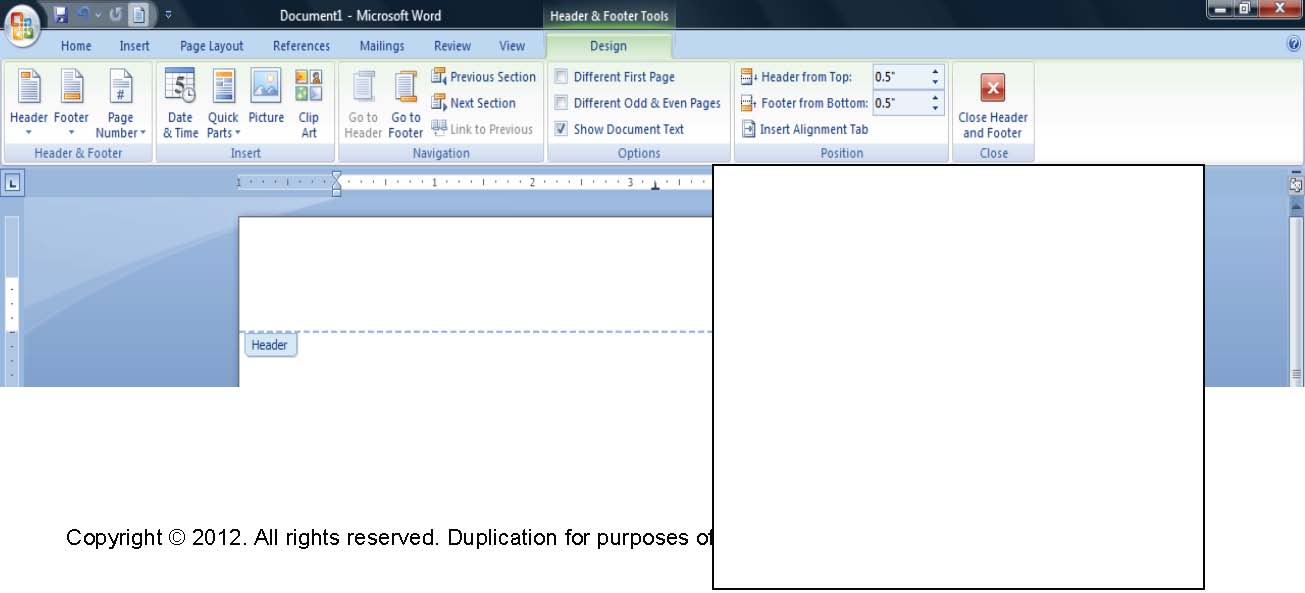 Document1 - Microsoft Word
Header & Footer Tools
Home Insert Page Layout References Mailings Review View Design
Header Footer Page Number
Header & Footer
Date & Time Quick Parts Picture Clip Art
Insert
Go to Header Go to Footer
Previous Section
Next Section
Link to Previous
Navigation
Different First Page
Different Odd & Even Pages
Show Document Text
Options
Header from Top: 0.5"
Footer from Bottom: 0.5"
Insert Alignment Tab
Position
Close Header and Footer
Close
1 1 2 3
Header
Copyright © 2012. All rights reserved. Duplication for purposes of